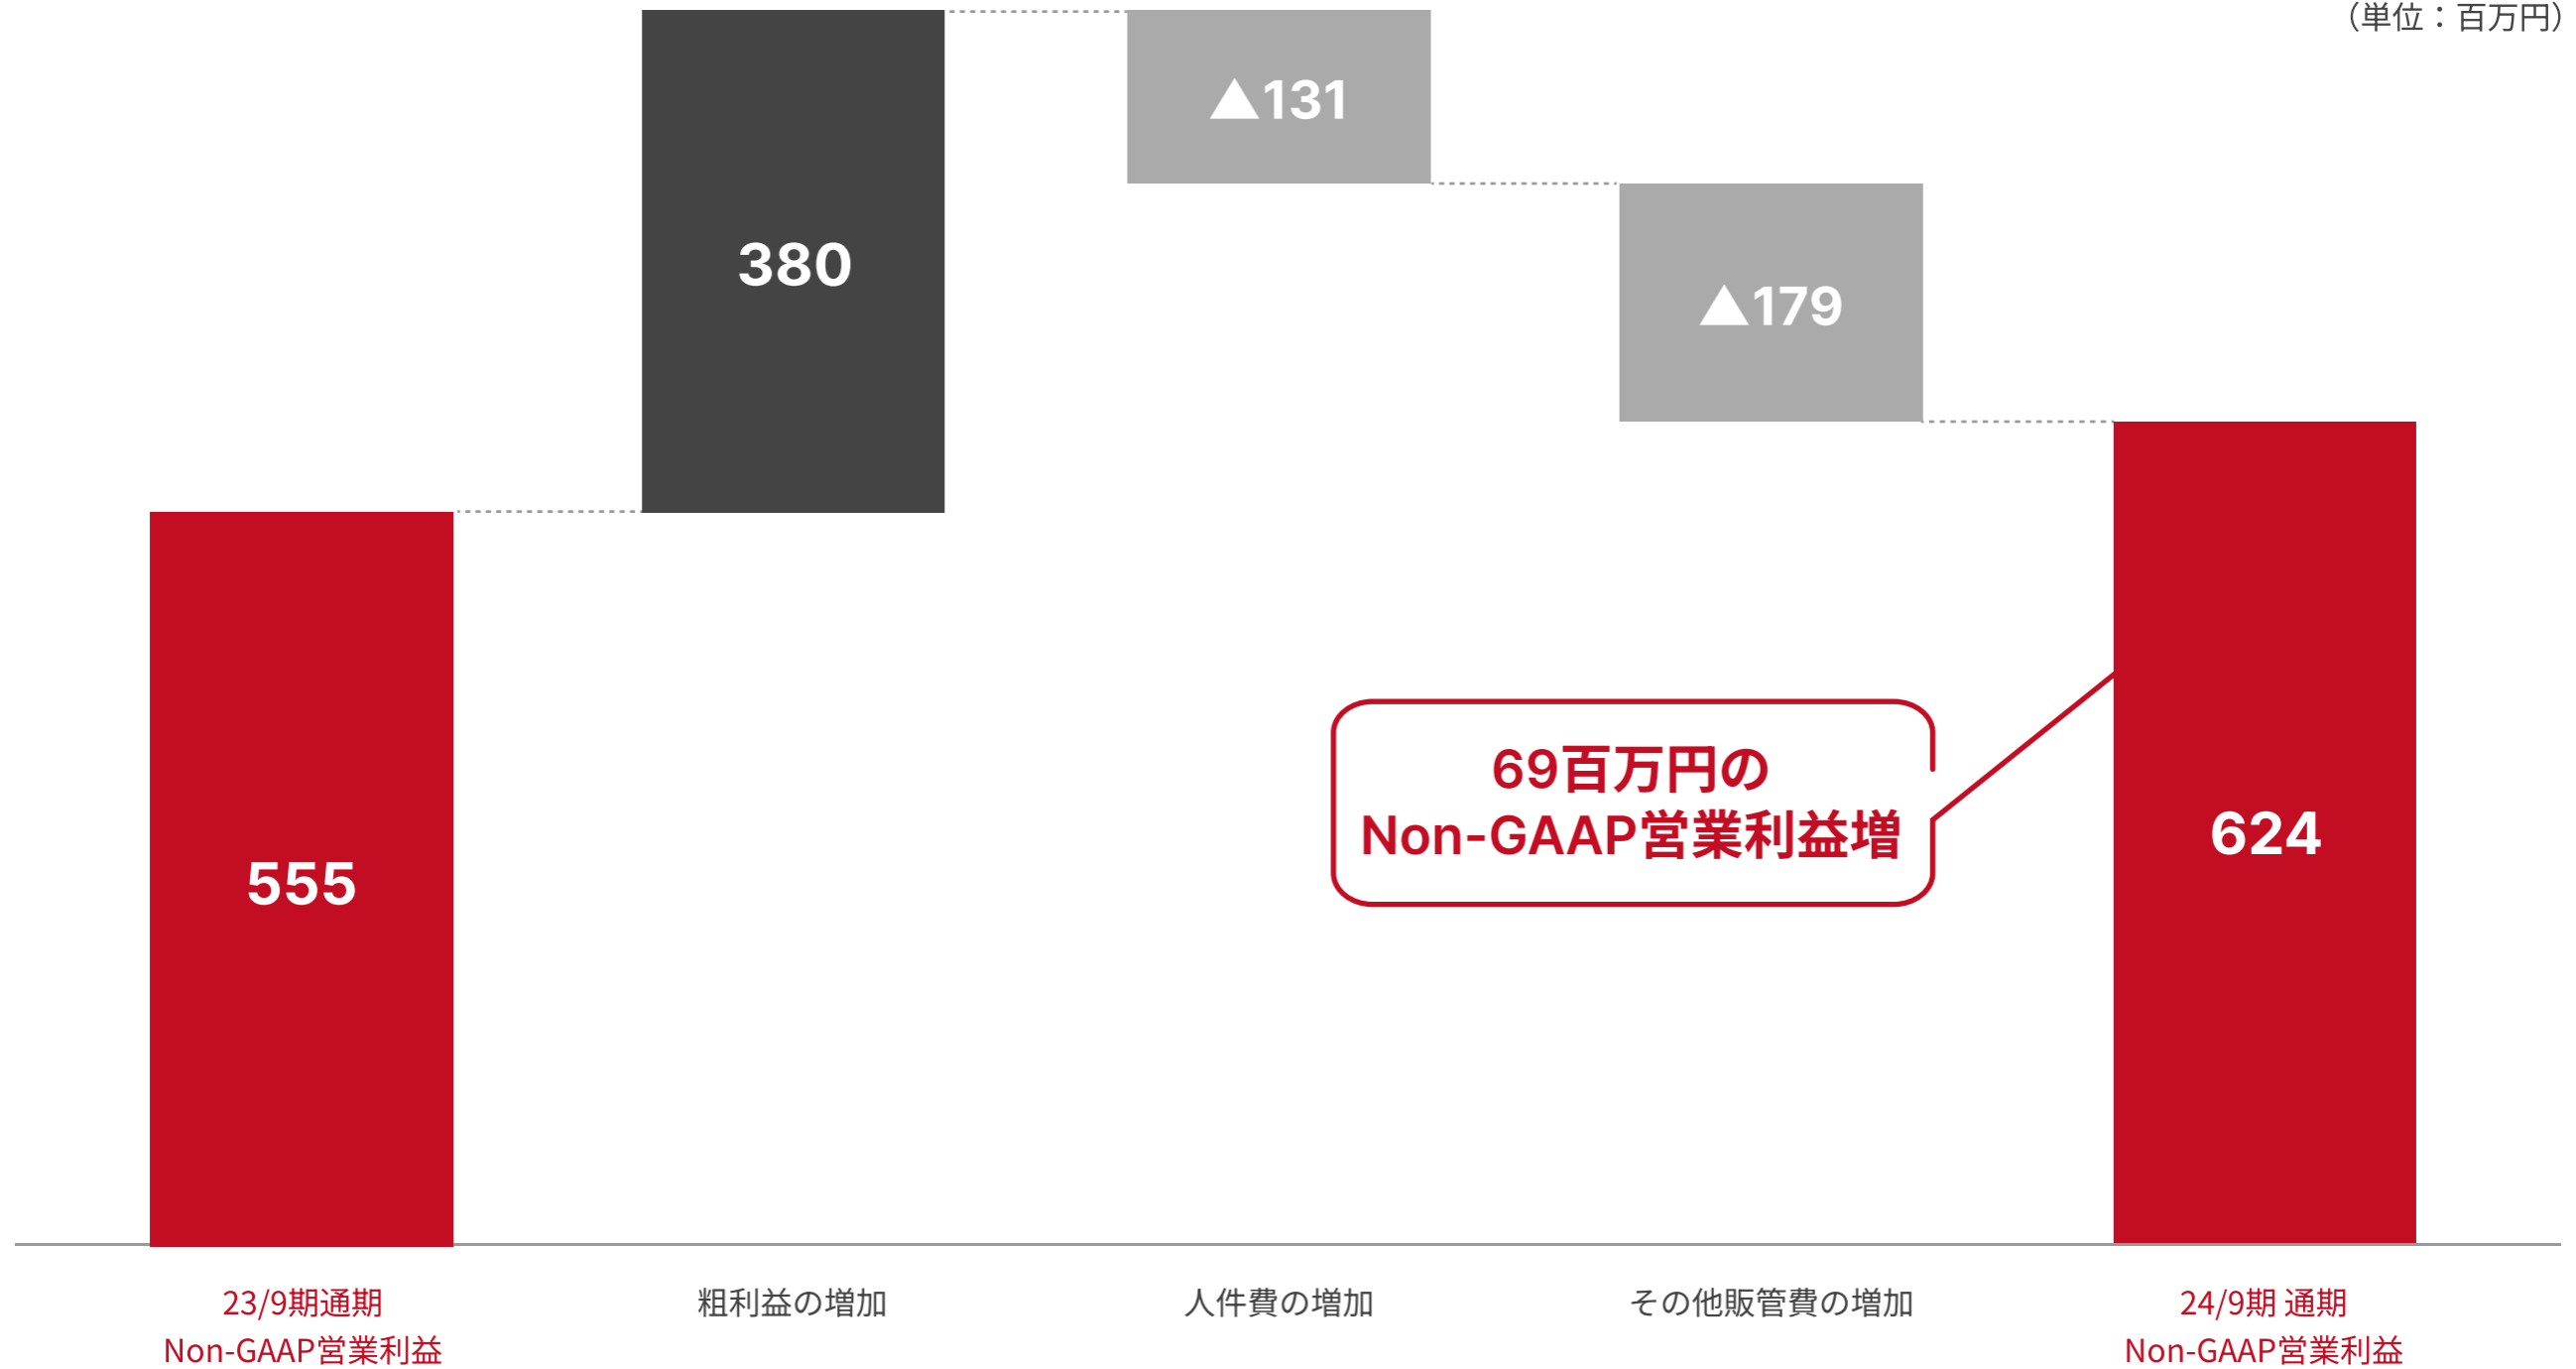 （単位：百万円）
380
▲131
▲179
555
69百万円の
Non-GAAP営業利益増
624
23/9期通期
Non-GAAP営業利益
粗利益の増加
人件費の増加
その他販管費の増加
24/9期 通期
Non-GAAP営業利益